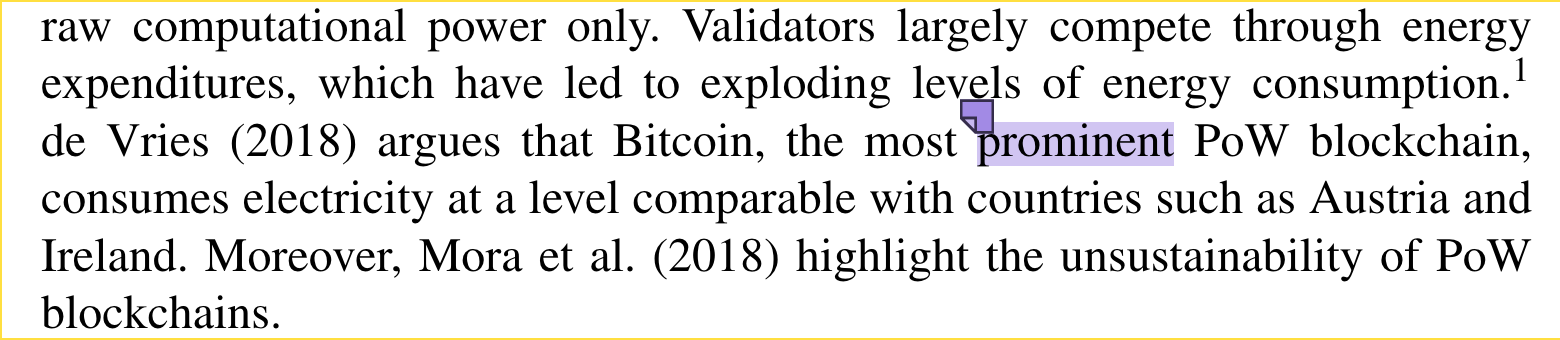 raw computational power only. Validators largely compete through energy
expenditures, which have led to exploding levels of energy consumption.¹
de Vries (2018) argues that Bitcoin, the most prominent PoW blockchain,
consumes electricity at a level comparable with countries such as Austria and
Ireland. Moreover, Mora et al. (2018) highlight the unsustainability of PoW
blockchains.